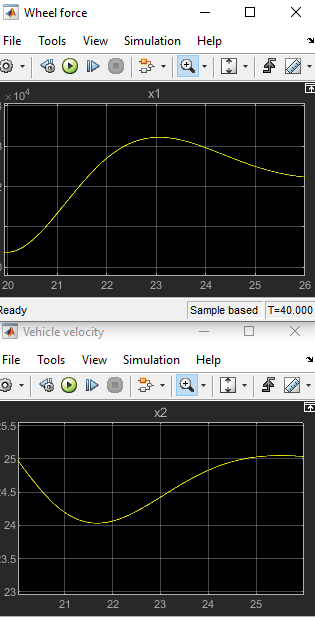 Wheel force
File Tools View Simulation Help
x1
×10⁴
20 21 22 23 24 25 26
Ready Sample based T=40.000
Vehicle velocity
File Tools View Simulation Help
x2
25.5
25
24.5
24
23.5
23
21 22 23 24 25